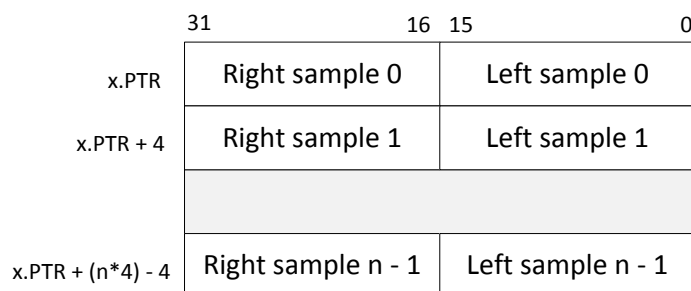 31 16 15 0
x.PTR Right sample 0 Left sample 0
x.PTR + 4 Right sample 1 Left sample 1
x.PTR + (n*4) - 4 Right sample n - 1 Left sample n - 1